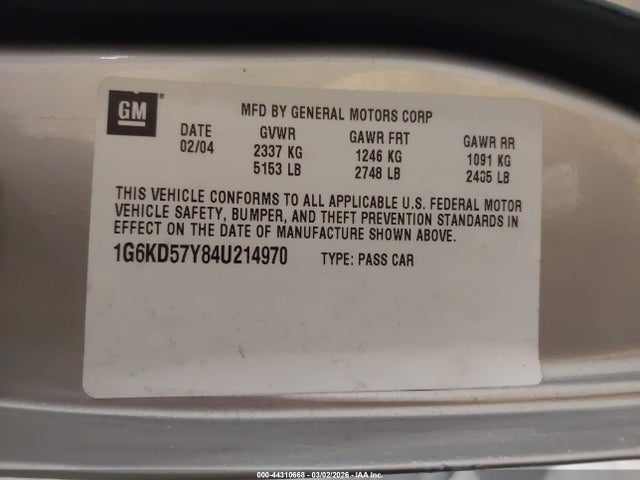 GM ®
MFD BY GENERAL MOTORS CORP
DATE GVWR GAWR FRT GAWR RR
02/04 2337 KG 1246 KG 1091 KG
5153 LB 2748 LB 2405 LB
THIS VEHICLE CONFORMS TO ALL APPLICABLE U.S. FEDERAL MOTOR
VEHICLE SAFETY, BUMPER, AND THEFT PREVENTION STANDARDS IN
EFFECT ON THE DATE OF MANUFACTURE SHOWN ABOVE.
1G6KD57Y84U214970 TYPE: PASS CAR
000-44310668 - 03/02/2026 - IAA Inc.